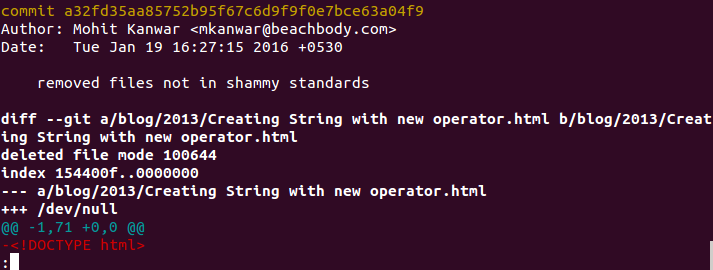 commit a32fd35aa85752b95f67c6d9f9f0e7bce63a04f9
Author: Mohit Kanwar <mkanwar@beachbody.com>
Date:   Tue Jan 19 16:27:15 2016 +0530
    removed files not in shammy standards
diff --git a/blog/2013/Creating String with new operator.html b/blog/2013/Creat
ing String with new operator.html
deleted file mode 100644
index 154400f..0000000
--- a/blog/2013/Creating String with new operator.html
+++ /dev/null
@@ -1,71 +0,0 @@
-<!DOCTYPE html>
: